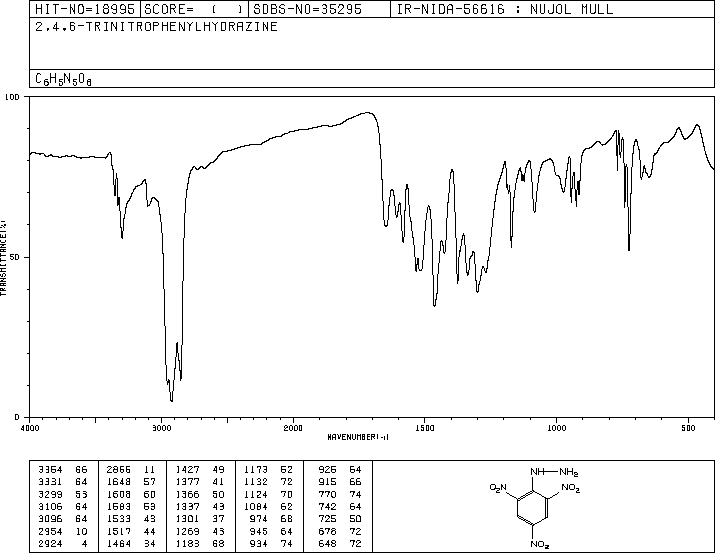 HIT-NO=18995 SCORE= ( ) SDBS-NO=35295 IR-NIDA-56616 : NUJOL MULL
2,4,6-TRINITROPHENYLHYDRAZINE
C6H5N5O6
100
50
0
TRANSMITTANCE(%)
4000 3000 2000 1500 1000 500
WAVENUMBER(-1)
3354 66 2866 11 1427 49 1173 52 926 64
3331 64 1648 57 1377 41 1132 72 915 66
3299 53 1608 60 1366 50 1124 70 770 74
3106 64 1583 53 1337 43 1084 62 742 64
3096 64 1533 43 1301 37 974 68 725 50
2954 10 1517 44 1269 43 945 64 678 72
2924 4 1464 34 1183 68 934 74 648 72
NH—NH2
O2N NO2
NO2